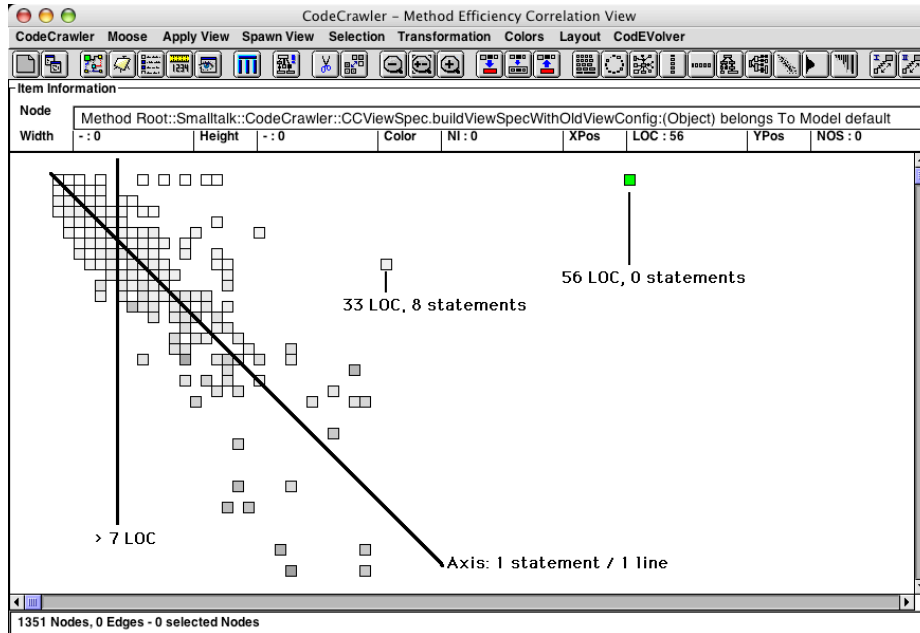 CodeCrawler – Method Efficiency Correlation View
CodeCrawler Moose Apply View Spawn View Selection Transformation Colors Layout CodEVolver
1234
Item Information
Node Method Root::Smalltalk::CodeCrawler::CCViewSpec.buildViewSpecWithOldViewConfig:(Object) belongs To Model default
Width - : 0 Height - : 0 Color NI : 0 XPos LOC : 56 YPos NOS : 0
56 LOC, 0 statements
33 LOC, 8 statements
> 7 LOC
Axis: 1 statement / 1 line
1351 Nodes, 0 Edges - 0 selected Nodes